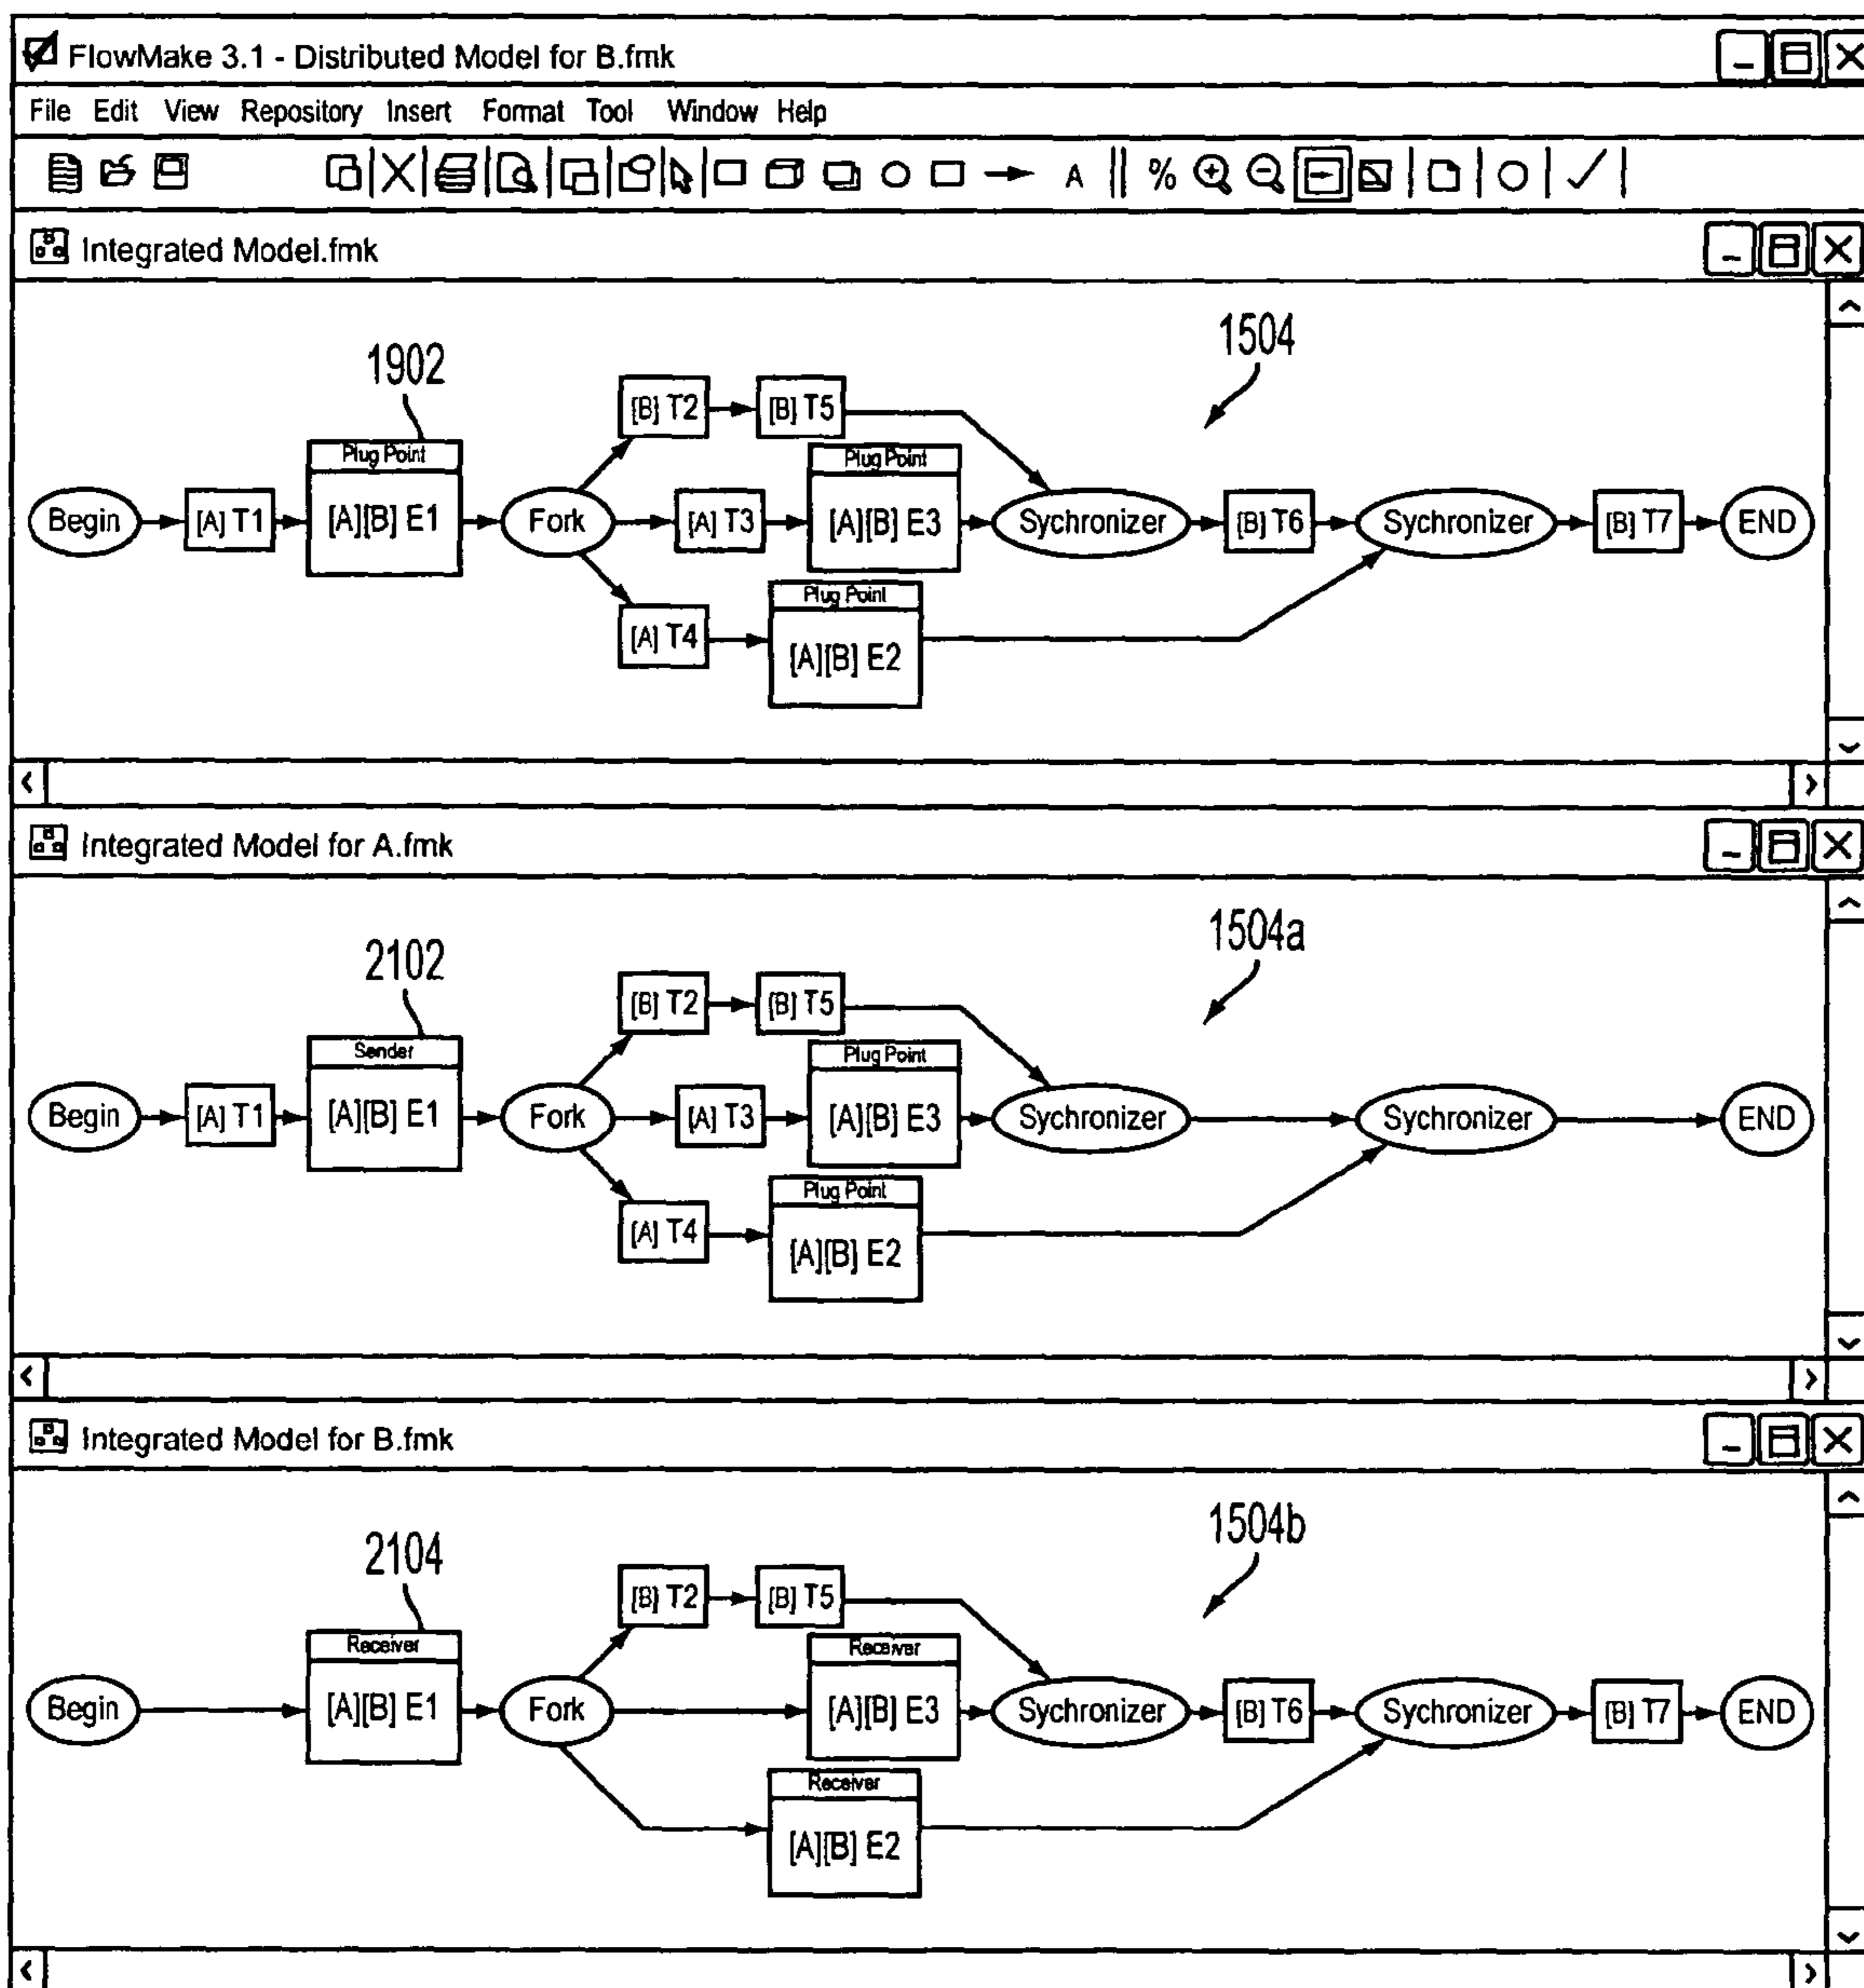 FlowMake 3.1 - Distributed Model for B.fmk
File Edit View Repository Insert Format Tool Window Help
A % 
Integrated Model.fmk
1504
1902
[B] T2 [B] T5
Plug Point Plug Point
Begin [A] T1 [A][B] E1 Fork [A] T3 [A][B] E3 Sychronizer [B] T6 Sychronizer [B] T7 END
Plug Point
[A] T4 [A][B] E2
Integrated Model for A.fmk
1504a
2102
[B] T2 [B] T5
Sender Plug Point
Begin [A] T1 [A][B] E1 Fork [A] T3 [A][B] E3 Sychronizer Sychronizer END
Plug Point
[A] T4 [A][B] E2
Integrated Model for B.fmk
1504b
2104
[B] T2 [B] T5
Receiver Receiver
Begin [A][B] E1 Fork [A][B] E3 Sychronizer [B] T6 Sychronizer [B] T7 END
Receiver
[A][B] E2